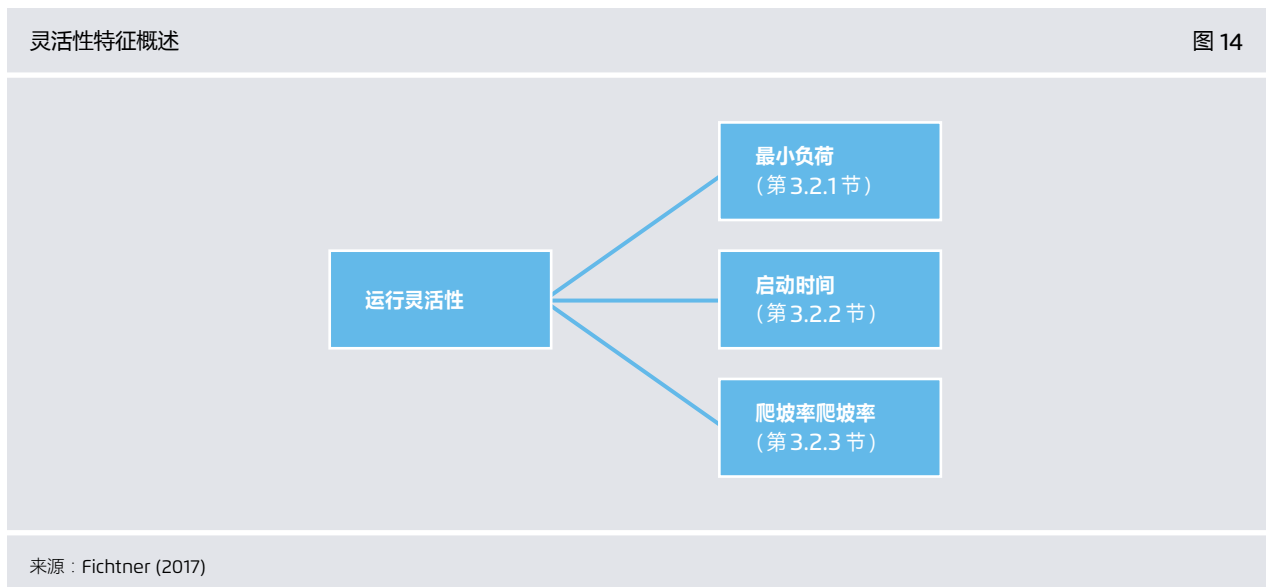 灵活性特征概述
图 14
最小负荷
(第 3.2.1 节)
运行灵活性
启动时间
(第 3.2.2 节)
爬坡率爬坡率
(第 3.2.3 节)
来源：Fichtner (2017)